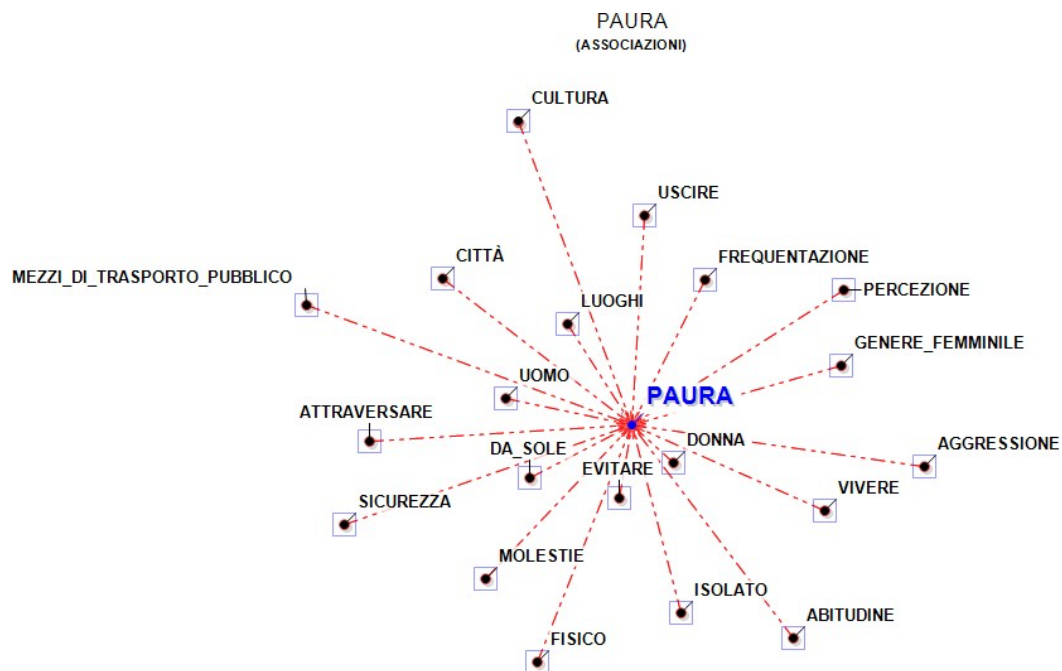 PAURA
(ASSOCIAZIONI)
CULTURA
USCIRE
CITTÀ
FREQUENTAZIONE
MEZZI_DI_TRASPORTO_PUBBLICO
PERCEZIONE
LUOGHI
GENERE_FEMMINILE
UOMO
PAURA
ATTRAVERSARE
DONNA
AGGRESSIONE
DA_SOLE
EVITARE
VIVERE
SICUREZZA
MOLESTIE
ISOLATO
ABITUDINE
FISICO